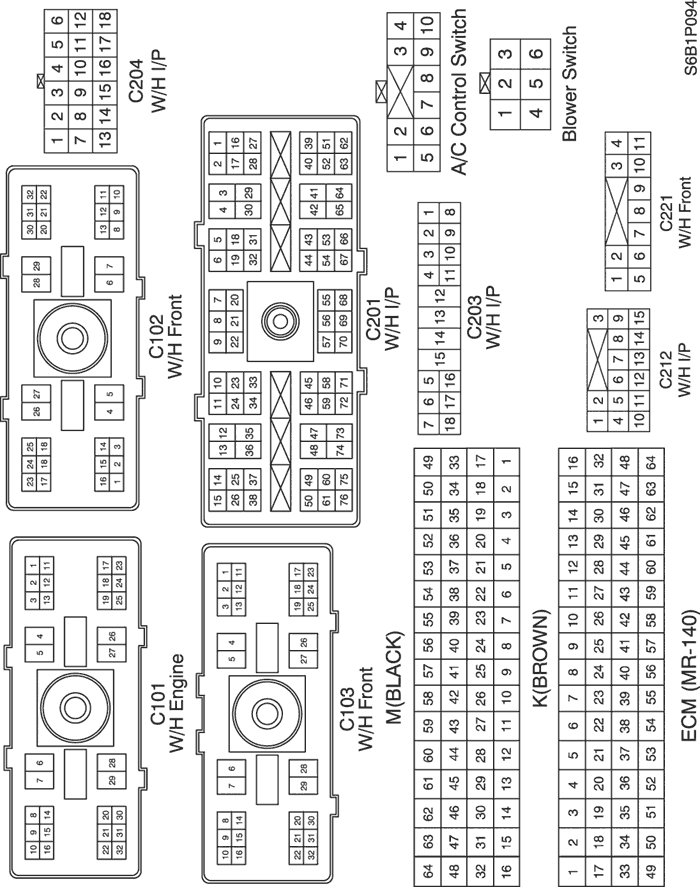 1 2 3 4 5 6
7 8 9 10 11 12
13 14 15 16 17 18
C204
W/H I/P
10 9 8 7 6 5 4 3 2 1
16 15 14 13 12 11
22 21 20 29 28 27 26 19 18 17
32 31 30 25 24 23
C101
W/H Engine
23 24 25 26 27 28 29 30 31 32
17 18 18 20 21 22
16 15 14 4 5 6 7 13 12 11
1 2 3 8 9 10
C102
W/H Front
10 9 8 7 6 5 4 3 2 1
16 15 14 13 12 11
22 21 20 29 28 27 26 19 18 17
32 31 30 25 24 23
C103
W/H Front
15 14 13 12 11 10 9 8 7 6 5 4 3 2 1
26 25 36 35 24 23 22 21 20 19 18 30 29 17 16
38 37 34 33 32 31 28 27
50 49 48 47 46 45 57 56 55 44 43 42 41 40 39
61 60 74 73 59 58 70 69 68 54 53 65 64 52 51
76 75 72 71 67 66 63 62
C201
W/H I/P
1 2 3 4
5 6 7 8 9 10
A/C Control Switch
1 2 3
4 5 6
Blower Switch
M(BLACK)
64 63 62 61 60 59 58 57 56 55 54 53 52 51 50 49
48 47 46 45 44 43 42 41 40 39 38 37 36 35 34 33
32 31 30 29 28 27 26 25 24 23 22 21 20 19 18 17
16 15 14 13 12 11 10 9 8 7 6 5 4 3 2 1
K(BROWN)
1 2 3 4 5 6 7 8 9 10 11 12 13 14 15 16
17 18 19 20 21 22 23 24 25 26 27 28 29 30 31 32
33 34 35 36 37 38 39 40 41 42 43 44 45 46 47 48
49 50 51 52 53 54 55 56 57 58 59 60 61 62 63 64
ECM (MR-140)
7 6 5 4 3 2 1
18 17 16 15 14 13 12 11 10 9 8
C203
W/H I/P
1 2 3
4 5 6 7 8 9
10 11 12 13 14 15
C212
W/H I/P
1 2 3 4
5 6 7 8 9 10 11
C221
W/H Front
S6B1P094